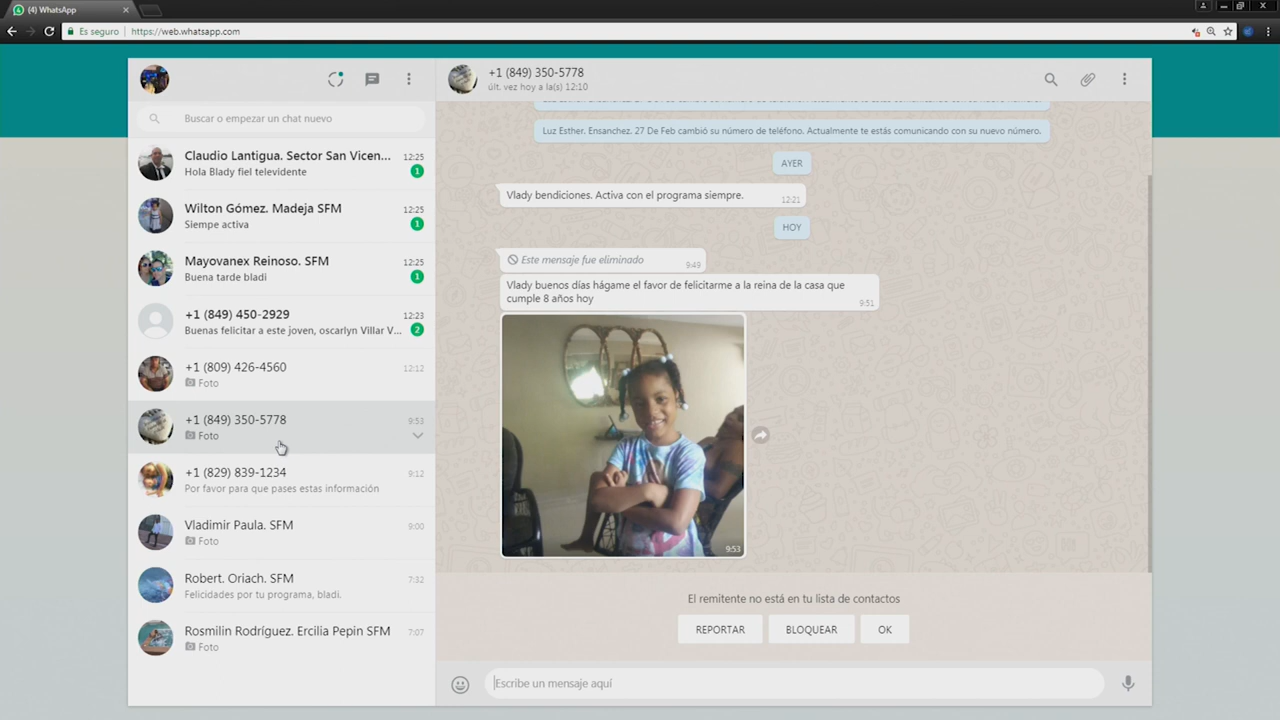 (4) WhatsApp
Es seguro
https://web.whatsapp.com
Buscar o empezar un chat nuevo
Claudio Lantigua. Sector San Vicen...
12:25
Hola Blady fiel televidente
1
Wilton Gómez. Madeja SFM
12:25
Siempe activa
1
Mayovanex Reinoso. SFM
12:25
Buena tarde bladi
1
+1 (849) 450-2929
12:23
Buenas felicitar a este joven, oscarlyn Villar V...
2
+1 (809) 426-4560
12:12
Foto
+1 (849) 350-5778
9:53
Foto
+1 (829) 839-1234
9:12
Por favor para que pases estas información
Vladimir Paula. SFM
9:00
Foto
Robert. Oriach. SFM
7:32
Felicidades por tu programa, bladi.
Rosmilin Rodríguez. Ercilia Pepin SFM
7:07
Foto
+1 (849) 350-5778
últ. vez hoy a la(s) 12:10
Luz Esther. Ensanchez. 27 De Feb cambió su número de teléfono. Actualmente te estás comunicando con su nuevo número.
AYER
Vlady bendiciones. Activa con el programa siempre.
12:21
HOY
Este mensaje fue eliminado
9:49
Vlady buenos días hágame el favor de felicitarme a la reina de la casa que
cumple 8 años hoy
9:51
9:53
El remitente no está en tu lista de contactos
REPORTAR
BLOQUEAR
OK
Escribe un mensaje aquí